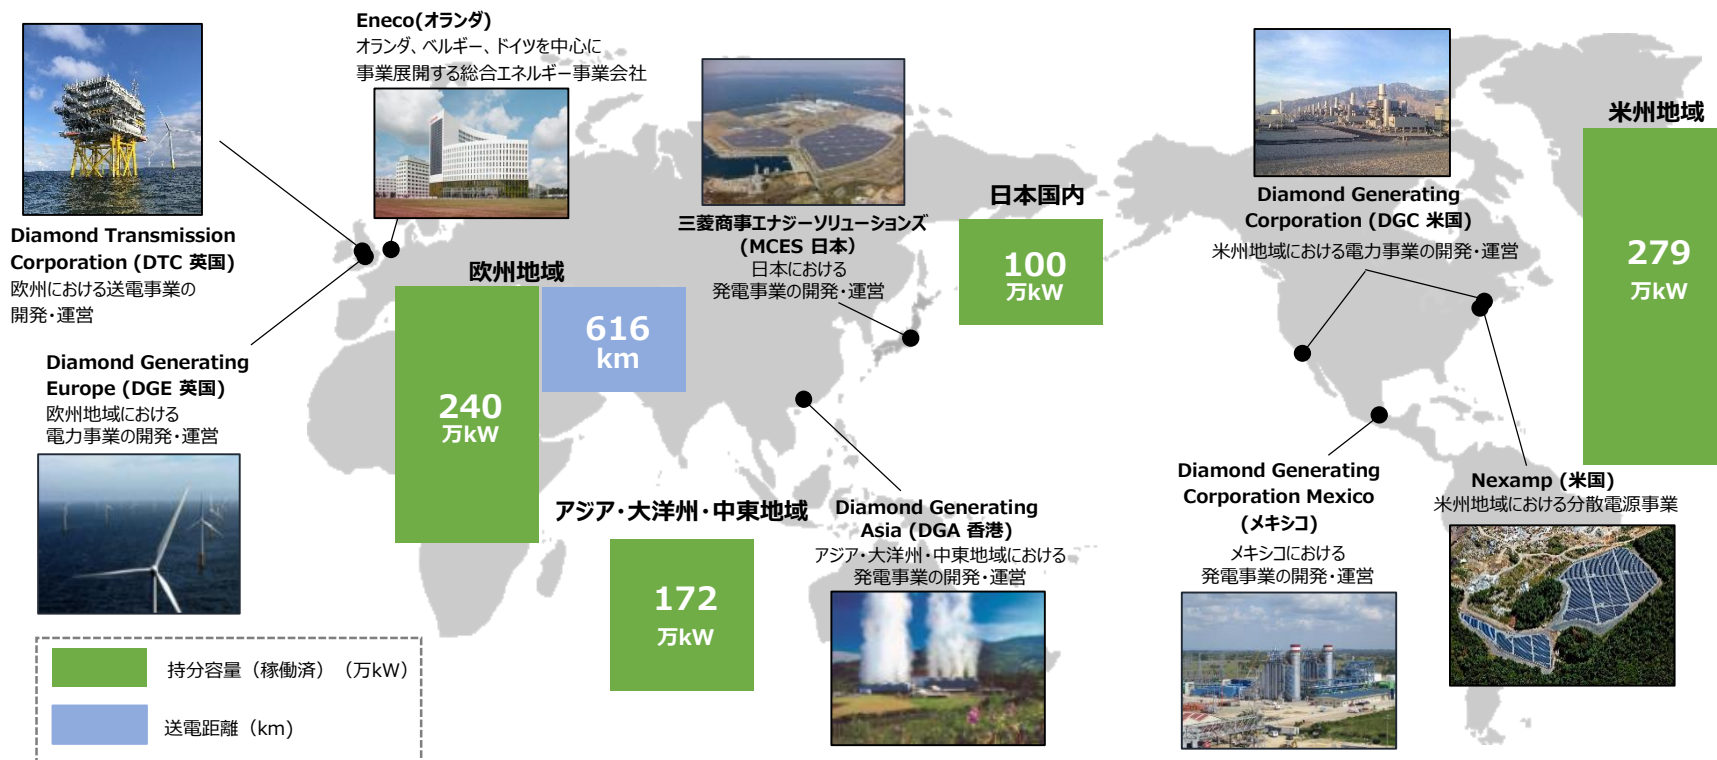 Eneco(オランダ)
オランダ、ベルギー、ドイツを中心に
事業展開する総合エネルギー事業会社
Diamond Transmission
Corporation (DTC 英国)
欧州における送電事業の
開発・運営
Diamond Generating
Europe (DGE 英国)
欧州地域における
電力事業の開発・運営
欧州地域
240
万kW
616
km
三菱商事エナジーソリューションズ
(MCES 日本)
日本における
発電事業の開発・運営
日本国内
100
万kW
アジア・大洋州・中東地域
172
万kW
Diamond Generating
Asia (DGA 香港)
アジア・大洋州・中東地域における
発電事業の開発・運営
Diamond Generating
Corporation (DGC 米国)
米州地域における電力事業の開発・運営
米州地域
279
万kW
Diamond Generating
Corporation Mexico
(メキシコ)
メキシコにおける
発電事業の開発・運営
Nexamp (米国)
米州地域における分散電源事業
持分容量（稼働済）（万kW）
送電距離（km）